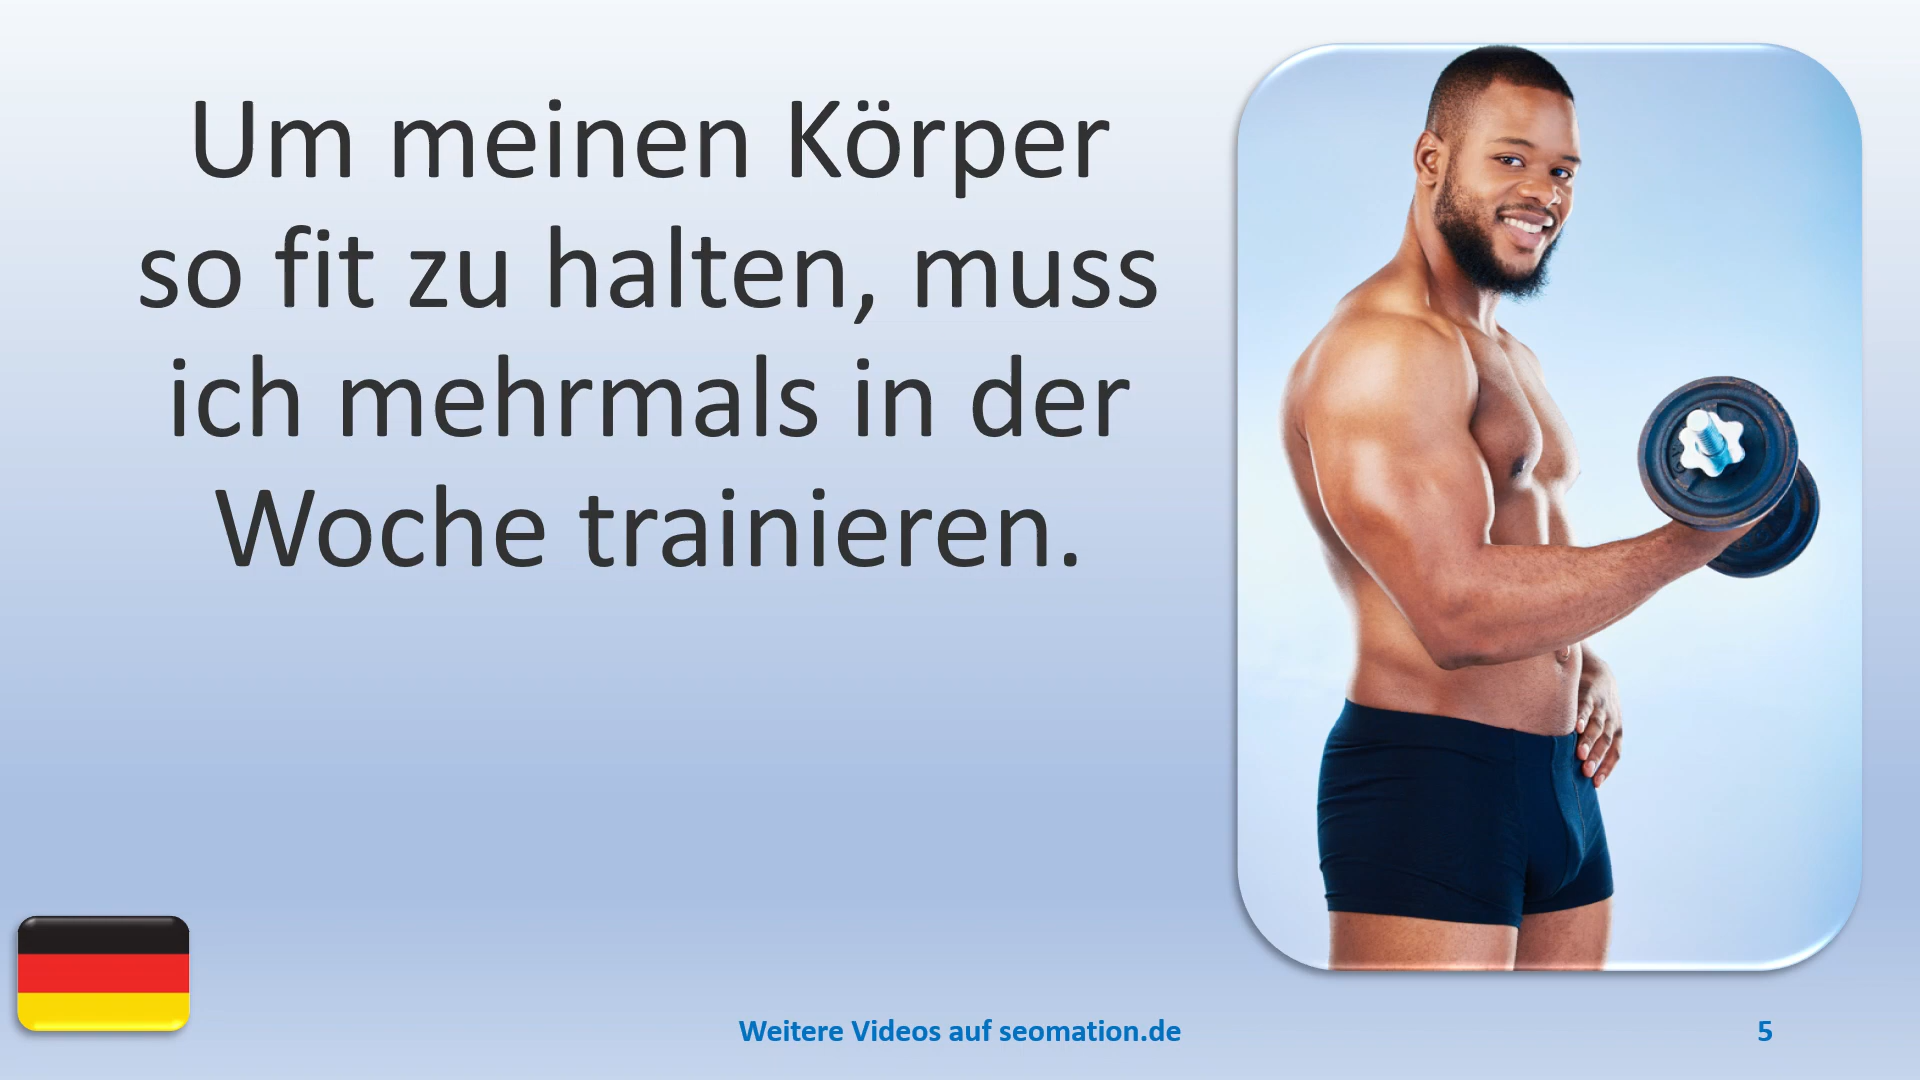 Um meinen Körper
so fit zu halten, muss
ich mehrmals in der
Woche trainieren.
Weitere Videos auf seomation.de
5